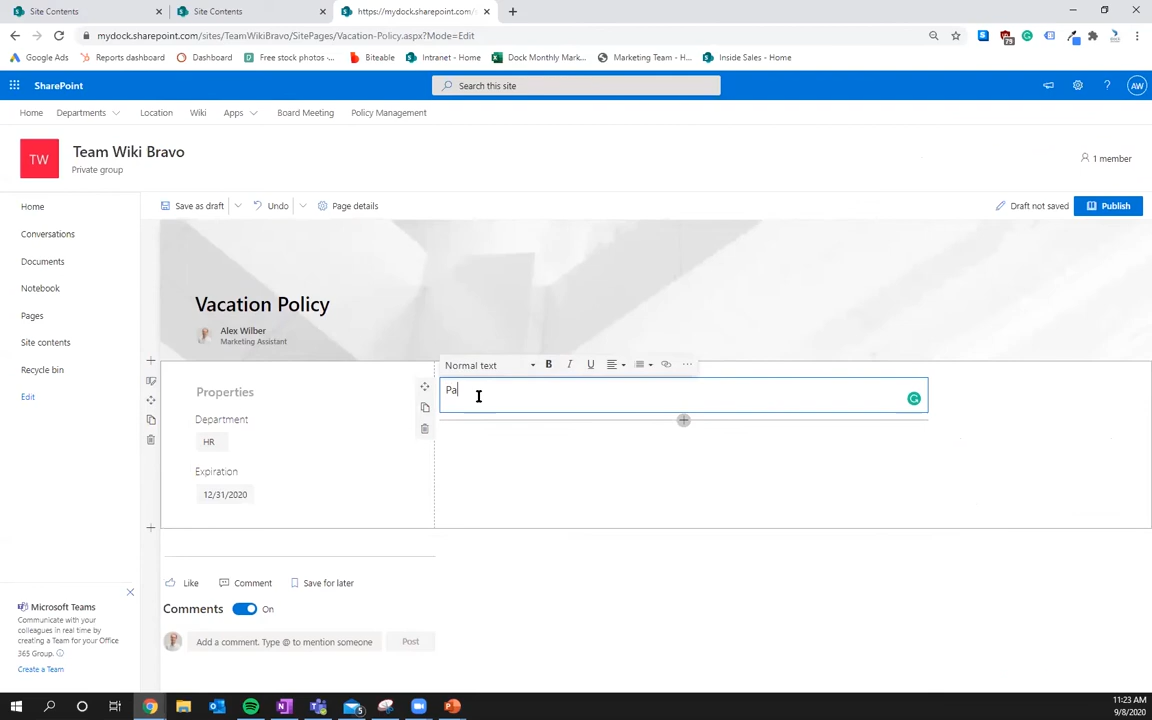 Site Contents
Site Contents
https://mydock.sharepoint.com/
mydock.sharepoint.com/sites/TeamWikiBravo/SitePages/Vacation-Policy.aspx?Mode=Edit
Google Ads
Reports dashboard
Dashboard
Free stock photos -...
Biteable
Intranet - Home
Dock Monthly Mark...
Marketing Team - H...
Inside Sales - Home
SharePoint
Search this site
AW
Home
Departments
Location
Wiki
Apps
Board Meeting
Policy Management
TW
Team Wiki Bravo
Private group
1 member
Home
Conversations
Documents
Notebook
Pages
Site contents
Recycle bin
Edit
Save as draft
Undo
Page details
Draft not saved
Publish
Vacation Policy
Alex Wilber
Marketing Assistant
Normal text
B
I
U
Pa
Properties
Department
HR
Expiration
12/31/2020
Like
Comment
Save for later
Comments
On
Add a comment. Type @ to mention someone
Post
Microsoft Teams
Communicate with your
colleagues in real time by
creating a Team for your Office
365 Group.
Create a Team
11:23 AM
9/8/2020